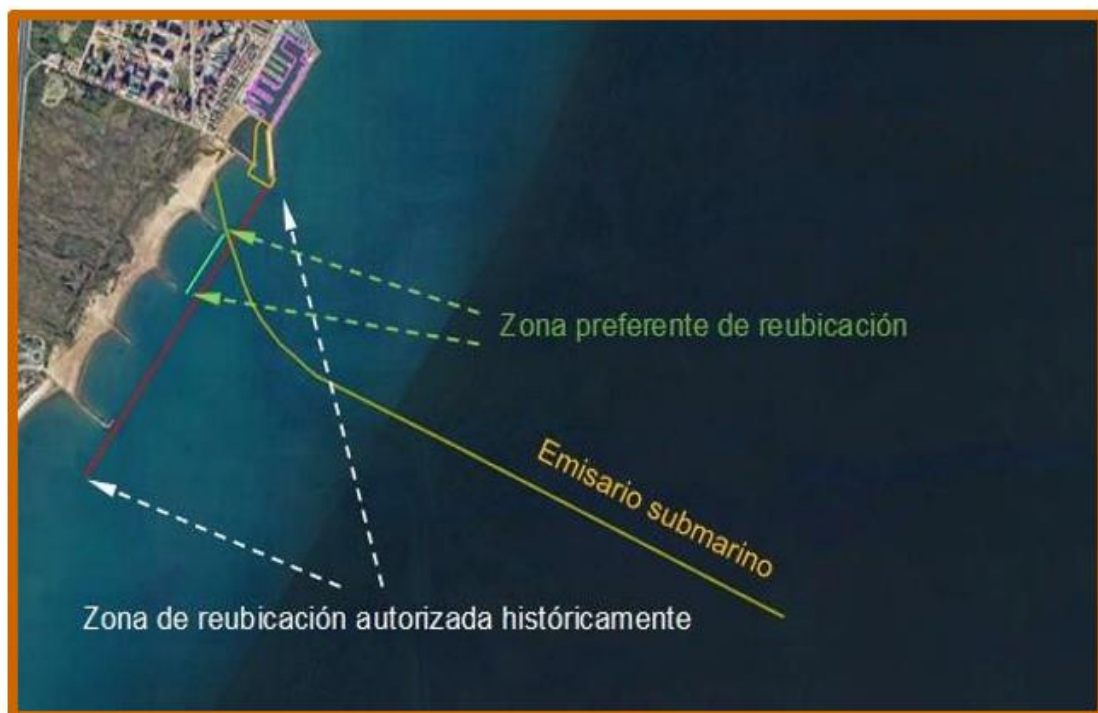 Zona preferente de reubicación
Emisario submarino
Zona de reubicación autorizada históricamente